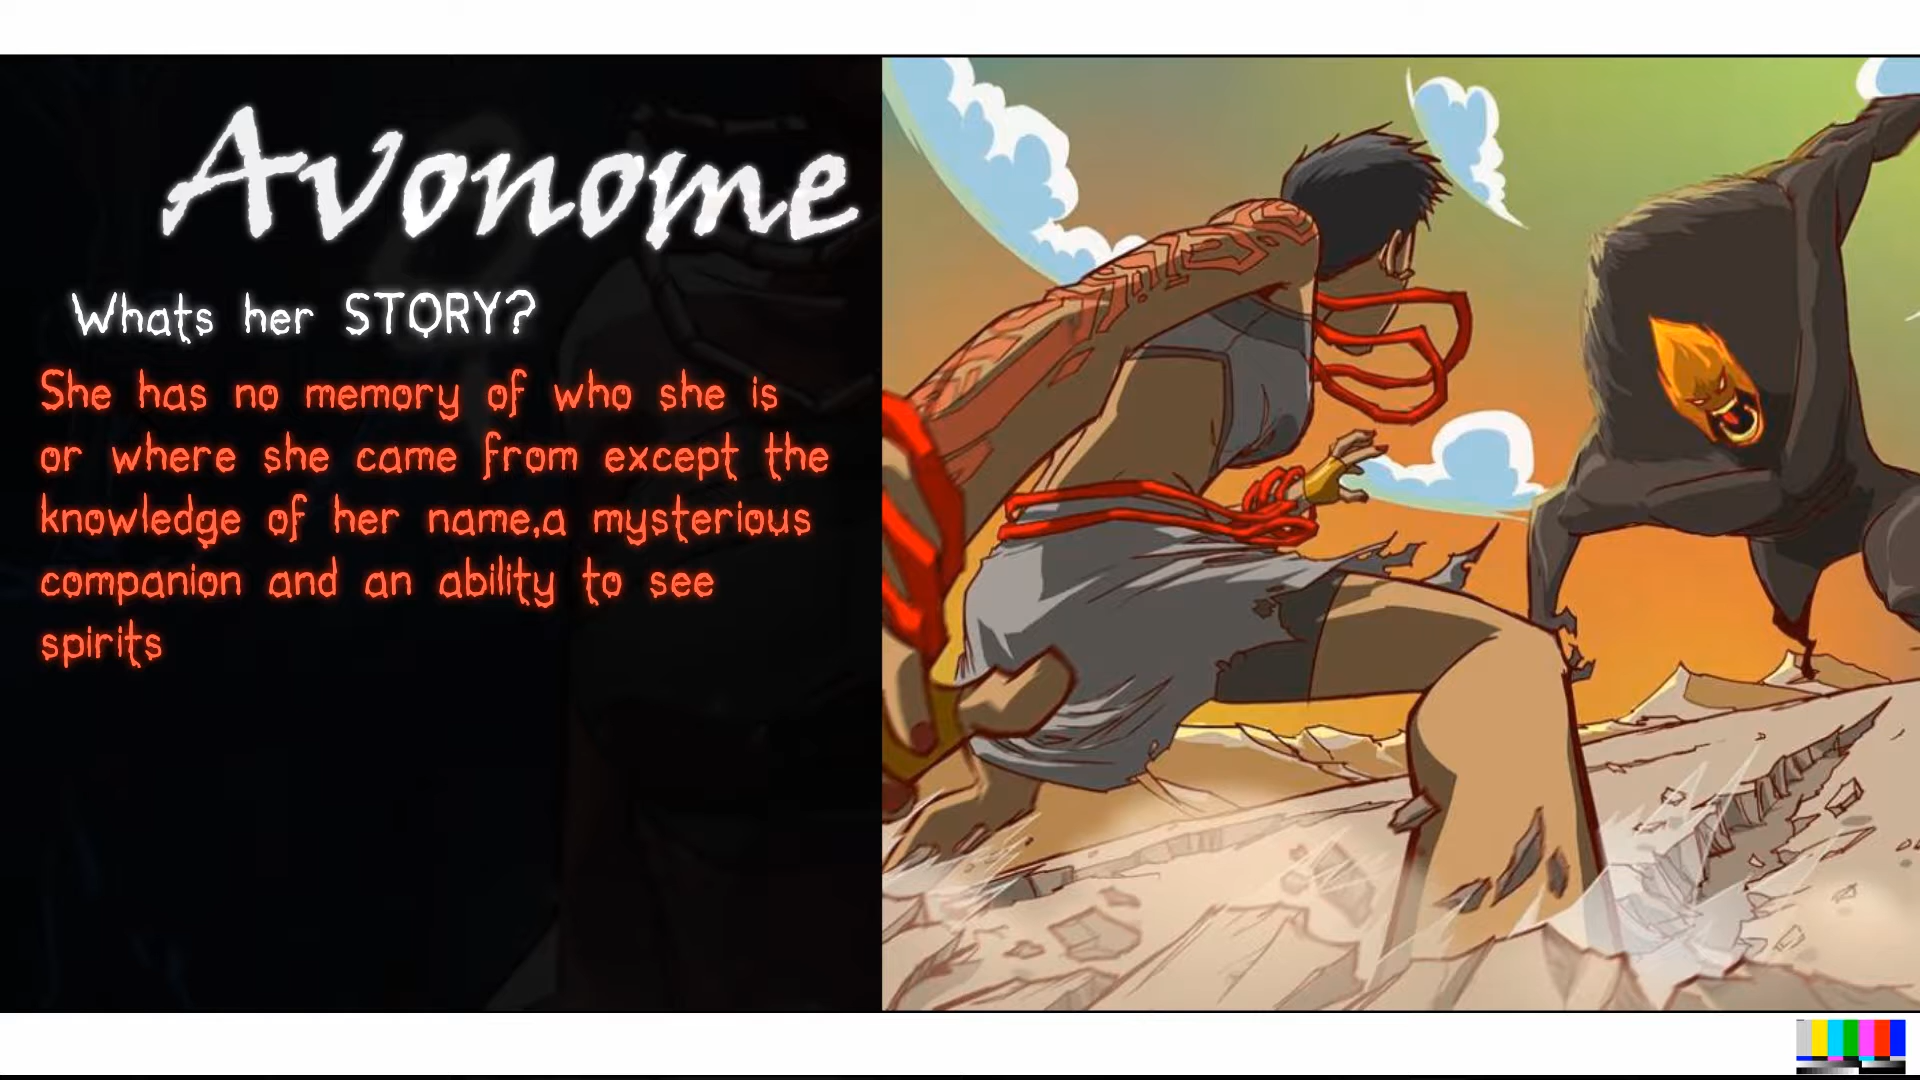 Avonome
Whats her STORY?
She has no memory of who she is
or where she came from except the
knowledge of her name,a mysterious
companion and an ability to see
spirits